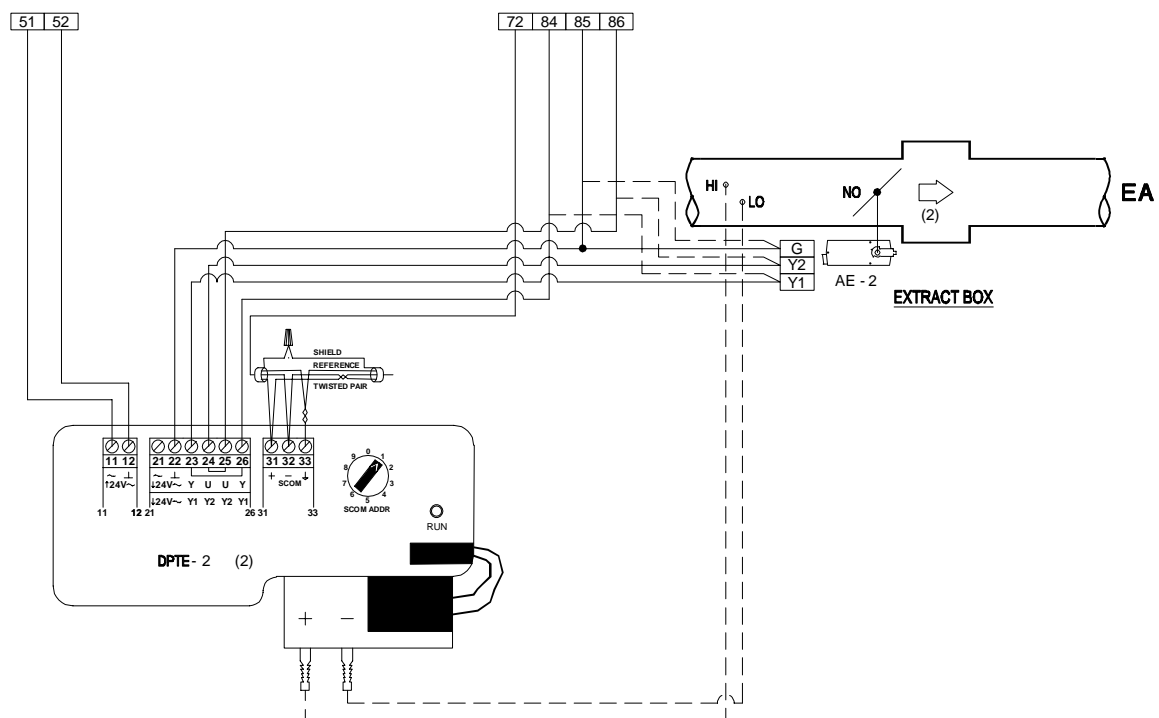 51 52
72 84 85 86
HI
LO
NO
(2)
EA
G
Y2
Y1
AE - 2
EXTRACT BOX
SHIELD
REFERENCE
TWISTED PAIR
11 12 21 22 23 24 25 26 31 32 33
~ ⊥ ~ ⊥ + −
↑24V~ ↓24V~ Y U U Y SCOM
↓24V~ Y1 Y2 Y2 Y1
11 12 21 26 31 33
0 1 2 3 4 5 6 7 8 9
SCOM ADDR
RUN
DPTE - 2 (2)
+ −